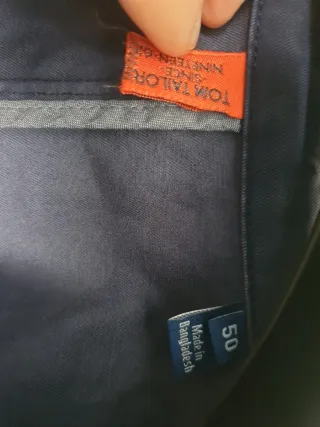 TOM TAILOR
SINCE
NINETEEN-62
50
Made in
Bangladesh